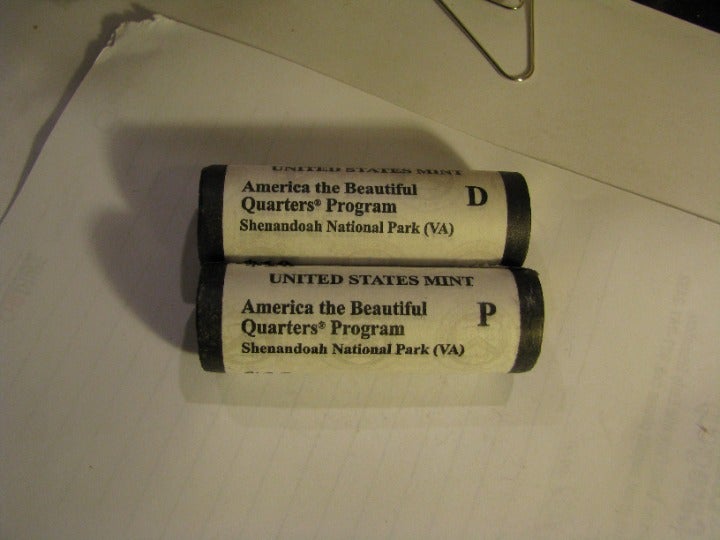 UNITED STATES MINT
America the Beautiful
Quarters® Program
D
Shenandoah National Park (VA)
UNITED STATES MINT
America the Beautiful
Quarters® Program
P
Shenandoah National Park (VA)